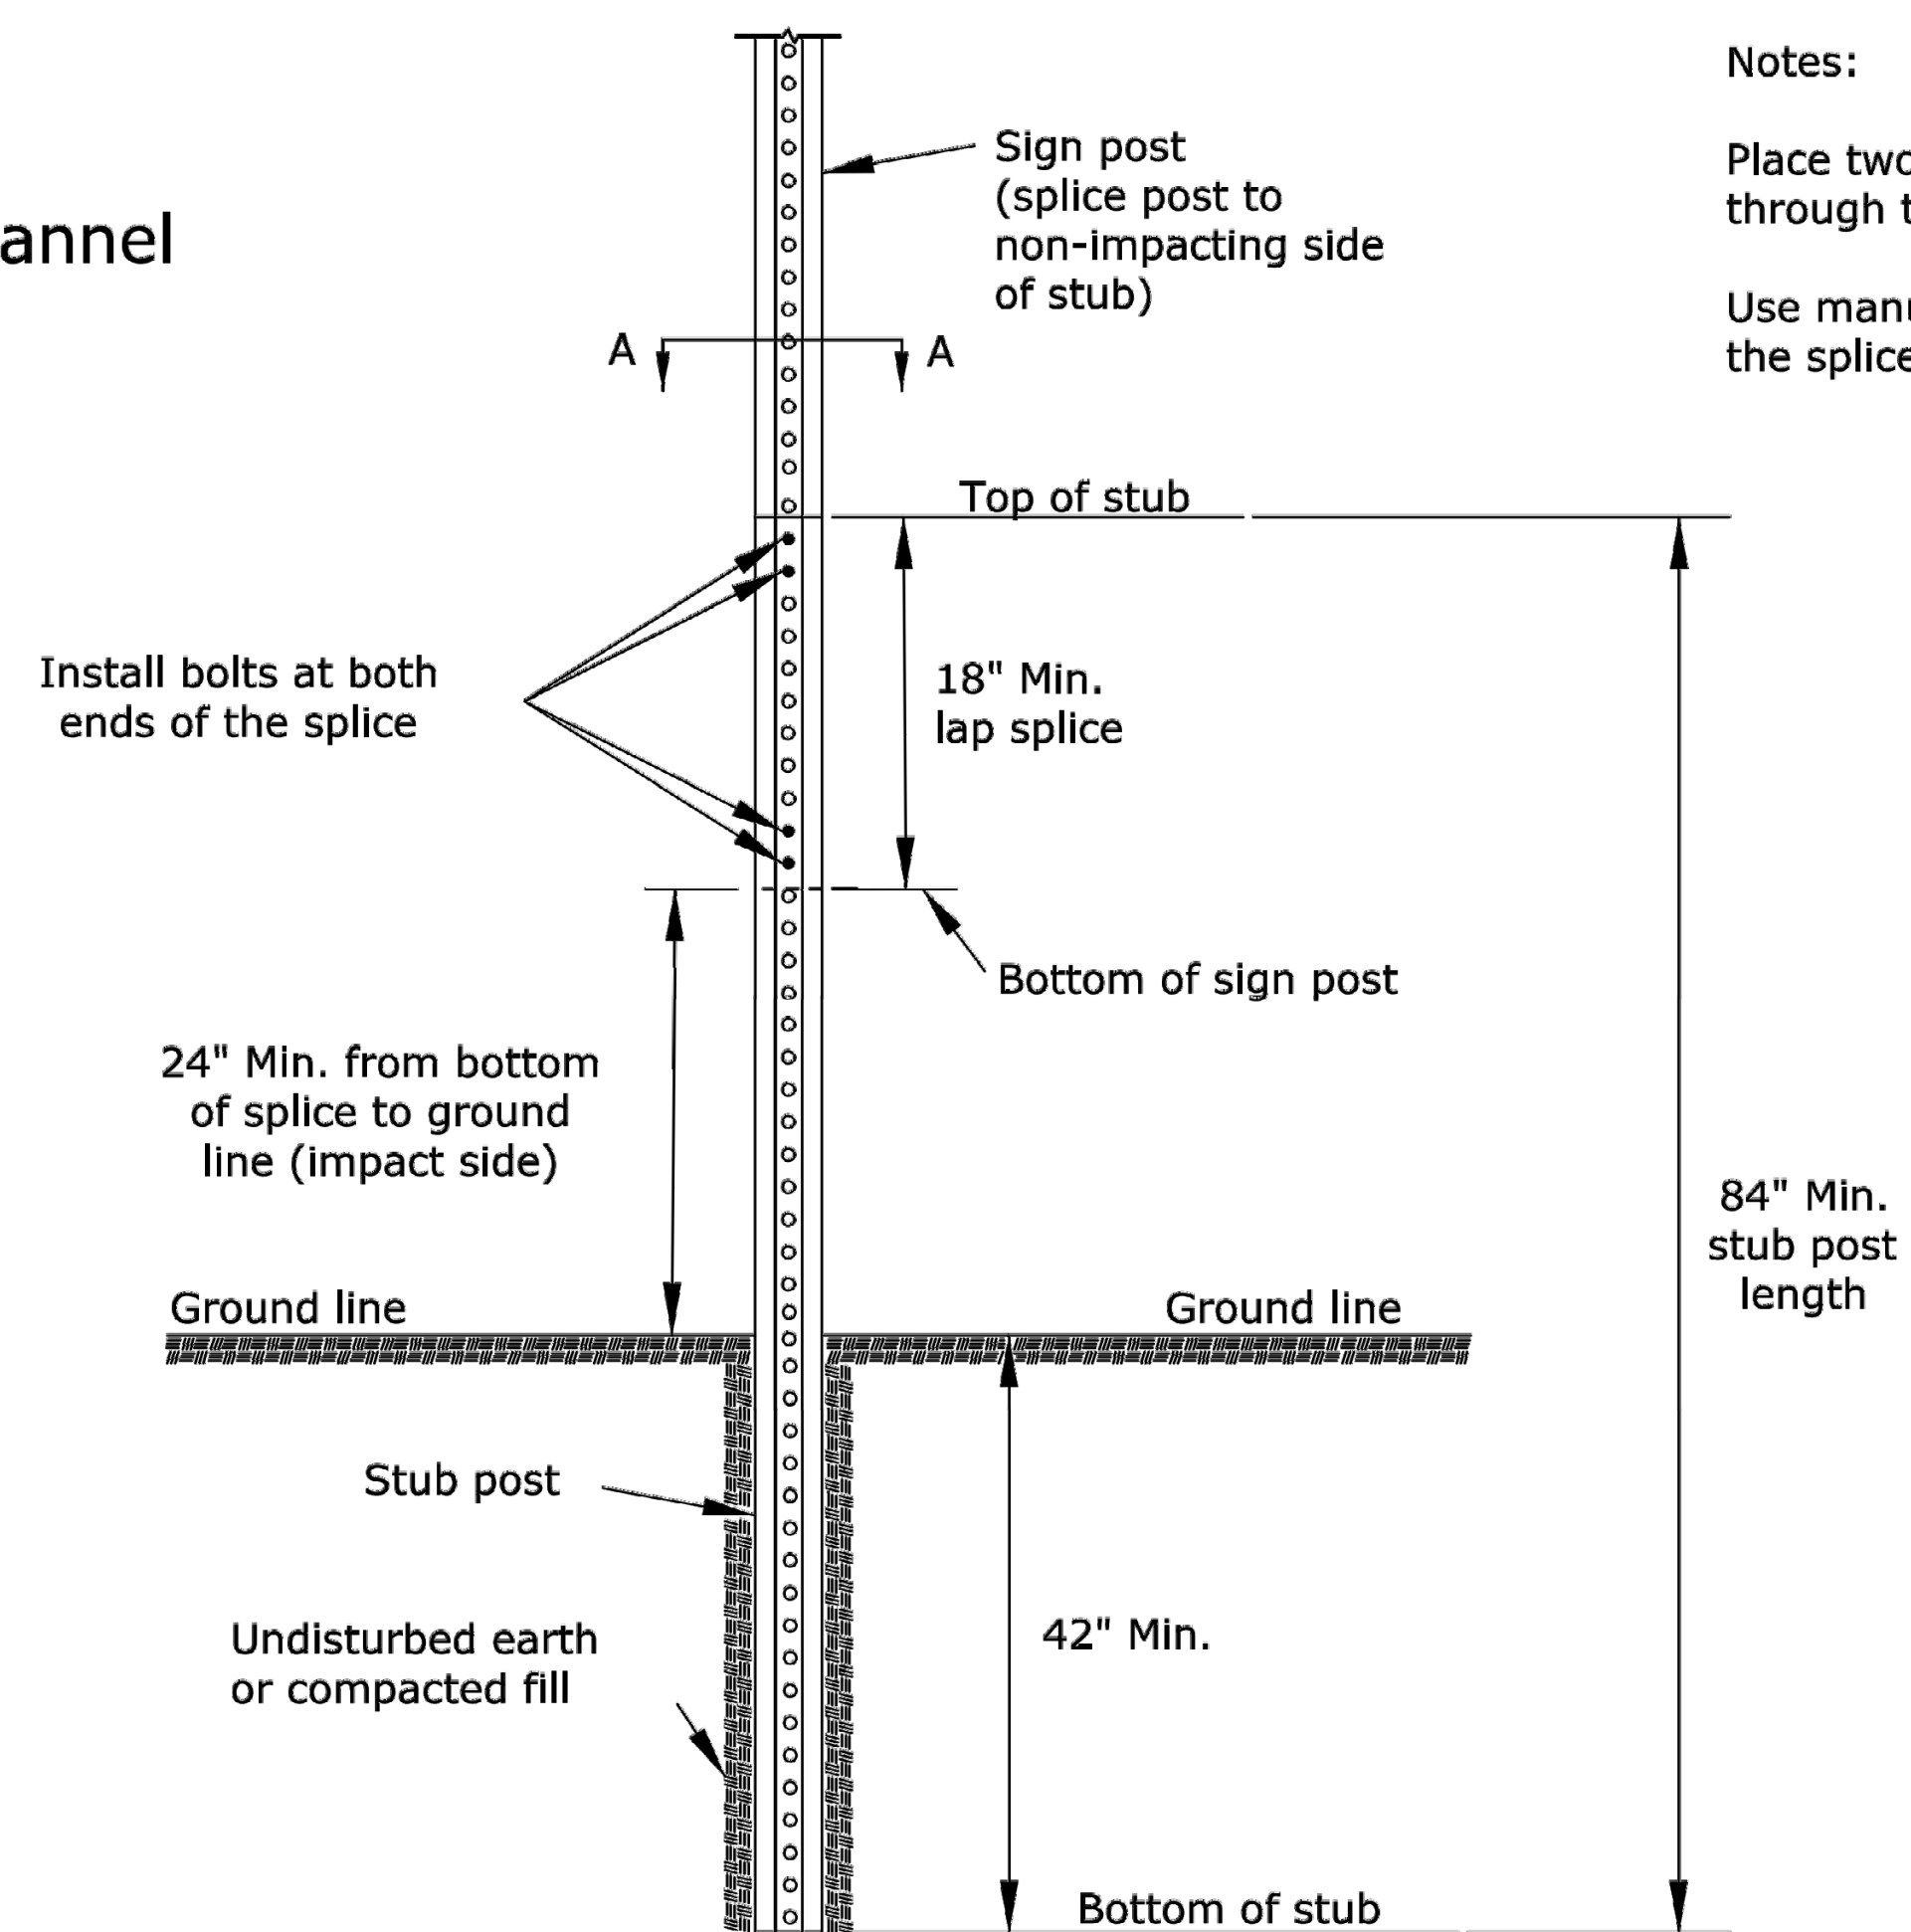 annel
Notes:
Place two
through t
Use manu
the splice
Sign post
(splice post to
non-impacting side
of stub)
A
A
Top of stub
Install bolts at both
ends of the splice
18" Min.
lap splice
Bottom of sign post
24" Min. from bottom
of splice to ground
line (impact side)
84" Min.
stub post
length
Ground line
Ground line
Stub post
Undisturbed earth
or compacted fill
42" Min.
Bottom of stub